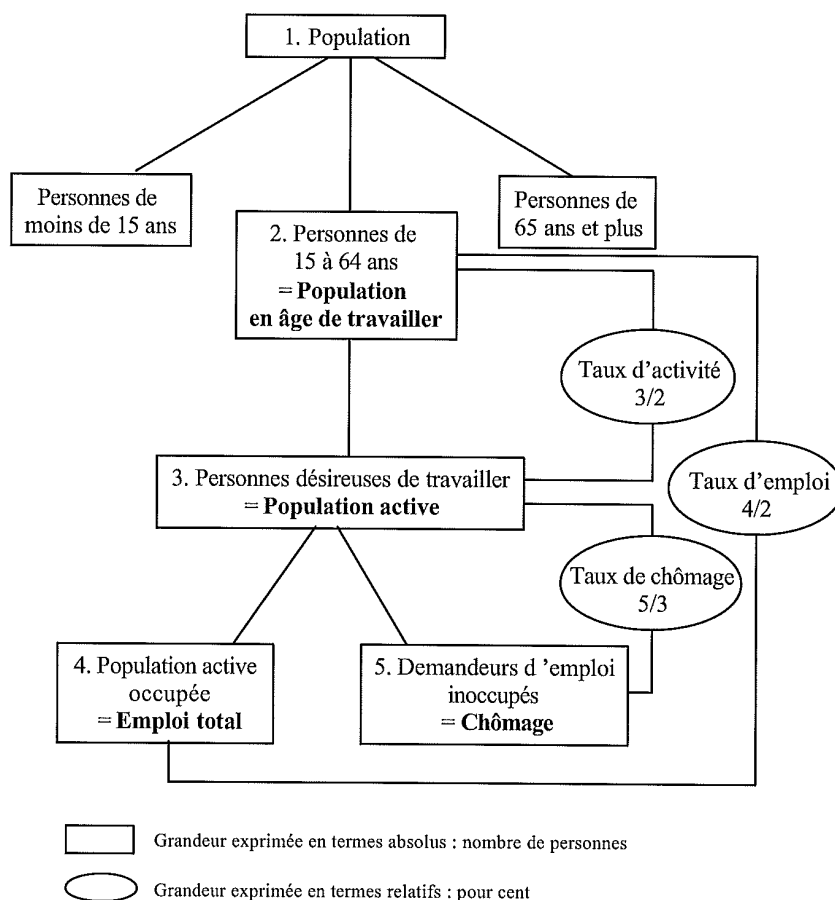 1. Population
Personnes de
moins de 15 ans
Personnes de
65 ans et plus
2. Personnes de
15 à 64 ans
= Population
en âge de travailler
Taux d'activité
3/2
3. Personnes désireuses de travailler
= Population active
Taux d'emploi
4/2
Taux de chômage
5/3
4. Population active
occupée
= Emploi total
5. Demandeurs d 'emploi
inoccupés
= Chômage
Grandeur exprimée en termes absolus : nombre de personnes
Grandeur exprimée en termes relatifs : pour cent